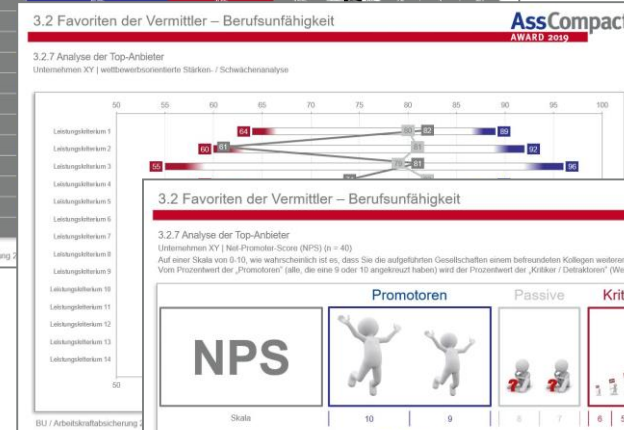 3.2 Favoriten der Vermittler – Berufsunfähigkeit
AssCompact
AWARD 2019
3.2.7 Analyse der Top-Anbieter
Unternehmen XY | wettbewerbsorientierte Stärken- / Schwächenanalyse
50 55 60 65 70 75 80 85 90 95 100
Leistungskriterium 1 64 80 82 89
Leistungskriterium 2 60 61 81 92
Leistungskriterium 3 55 79 81 96
Leistungskriterium 4
Leistungskriterium 5
Leistungskriterium 6
Leistungskriterium 7
Leistungskriterium 8
Leistungskriterium 9
Leistungskriterium 10
Leistungskriterium 11
Leistungskriterium 12
Leistungskriterium 13
Leistungskriterium 14
50
BU / Arbeitskraftabsicherung 2
ung 2
3.2 Favoriten der Vermittler – Berufsunfähigkeit
3.2.7 Analyse der Top-Anbieter
Unternehmen XY | Net-Promoter-Score (NPS) (n = 40)
Auf einer Skala von 0-10, wie wahrscheinlich ist es, dass Sie die aufgeführten Gesellschaften einem befreundeten Kollegen weiterem
Vom Prozentwert der „Promotoren“ (alle, die eine 9 oder 10 angekreuzt haben) wird der Prozentwert der „Kritiker / Detraktoren“ (We
Promotoren Passive Krit
NPS
Skala 10 9 8 7 6 5